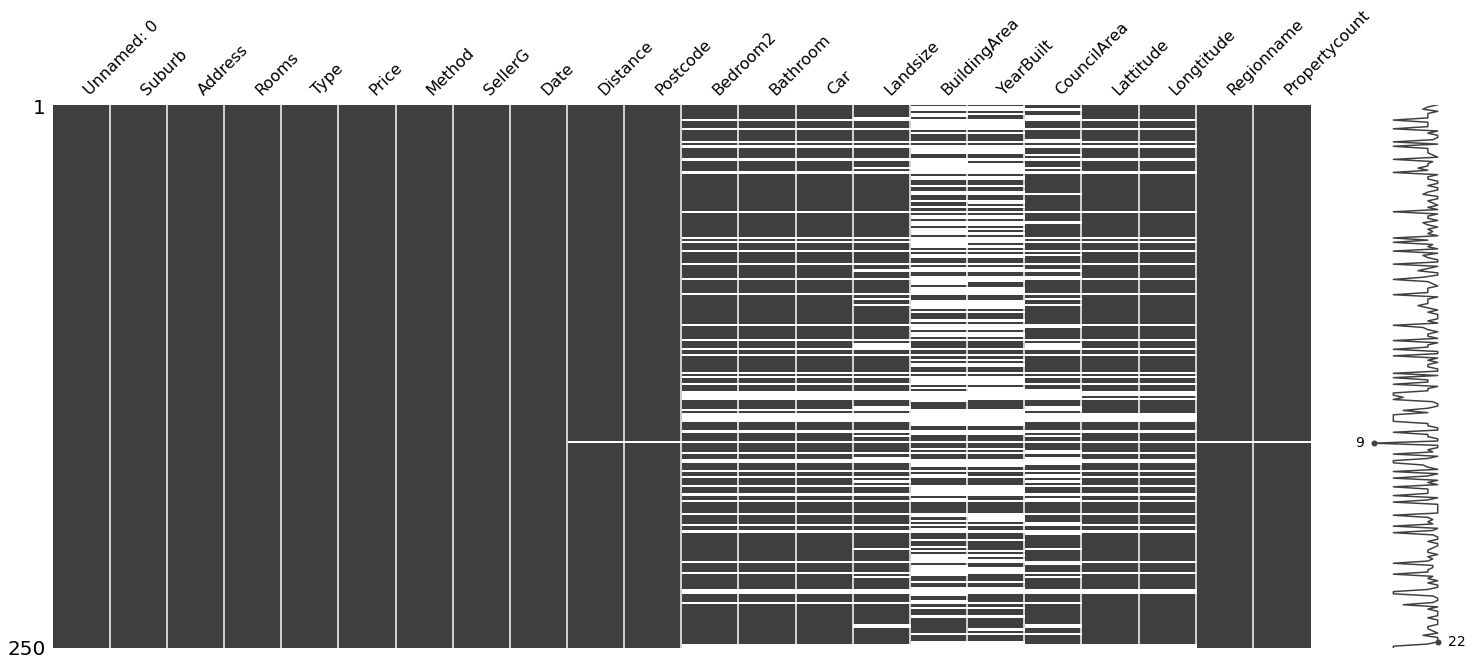 Unnamed: 0
Suburb
Address
Rooms
Type
Price
Method
SellerG
Date
Distance
Postcode
Bedroom2
Bathroom
Car
Landsize
BuildingArea
YearBuilt
CouncilArea
Lattitude
Longtitude
Regionname
Propertycount
1
9
22
250